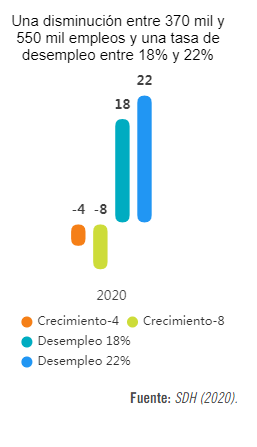 Una disminución entre 370 mil y
550 mil empleos y una tasa de
desempleo entre 18% y 22%
22
18
-4 -8
2020
Crecimiento-4 Crecimiento-8
Desempleo 18%
Desempleo 22%
Fuente: SDH (2020).